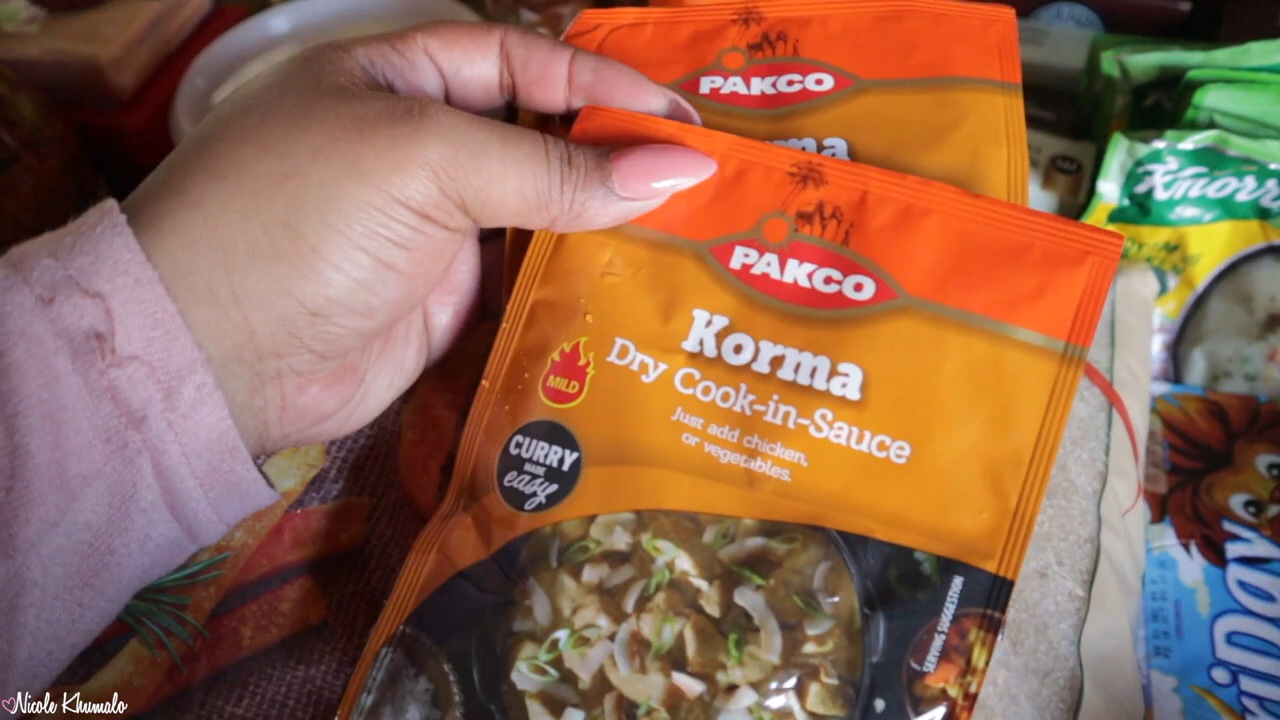 PAKCO
PAKCO
Korma
Dry Cook-in-Sauce
Just add chicken,
or vegetables.
MILD
CURRY
MADE
easy
SERVING SUGGESTION
Knorr
Nicole Khumalo